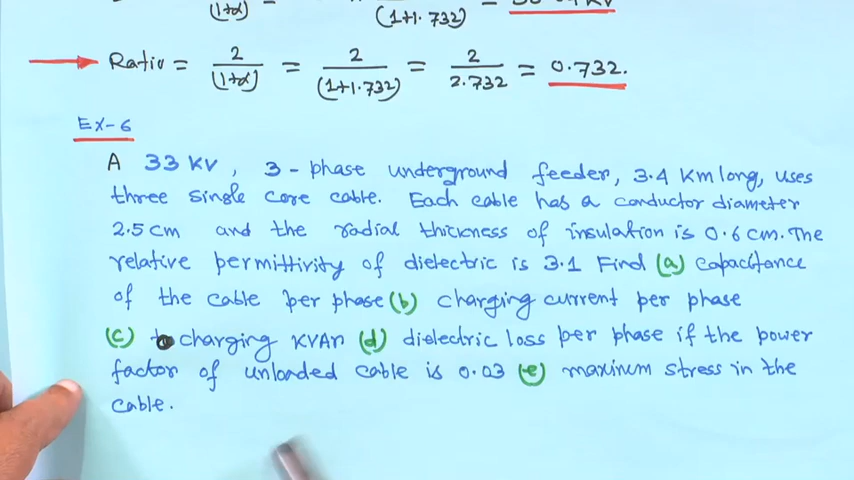 (1+α) (1+1.732)
Ratio = 2/(1+α) = 2/(1+1.732) = 2/2.732 = 0.732.
Ex-6
A 33 KV, 3-phase underground feeder, 3.4 Km long, uses
three single core cable. Each cable has a conductor diameter
2.5 cm and the radial thickness of insulation is 0.6 cm. The
relative permittivity of dielectric is 3.1 Find (a) capacitance
of the cable per phase (b) charging current per phase
(c) charging KVAr (d) dielectric loss per phase if the power
factor of unloaded cable is 0.03 (e) maximum stress in the
cable.